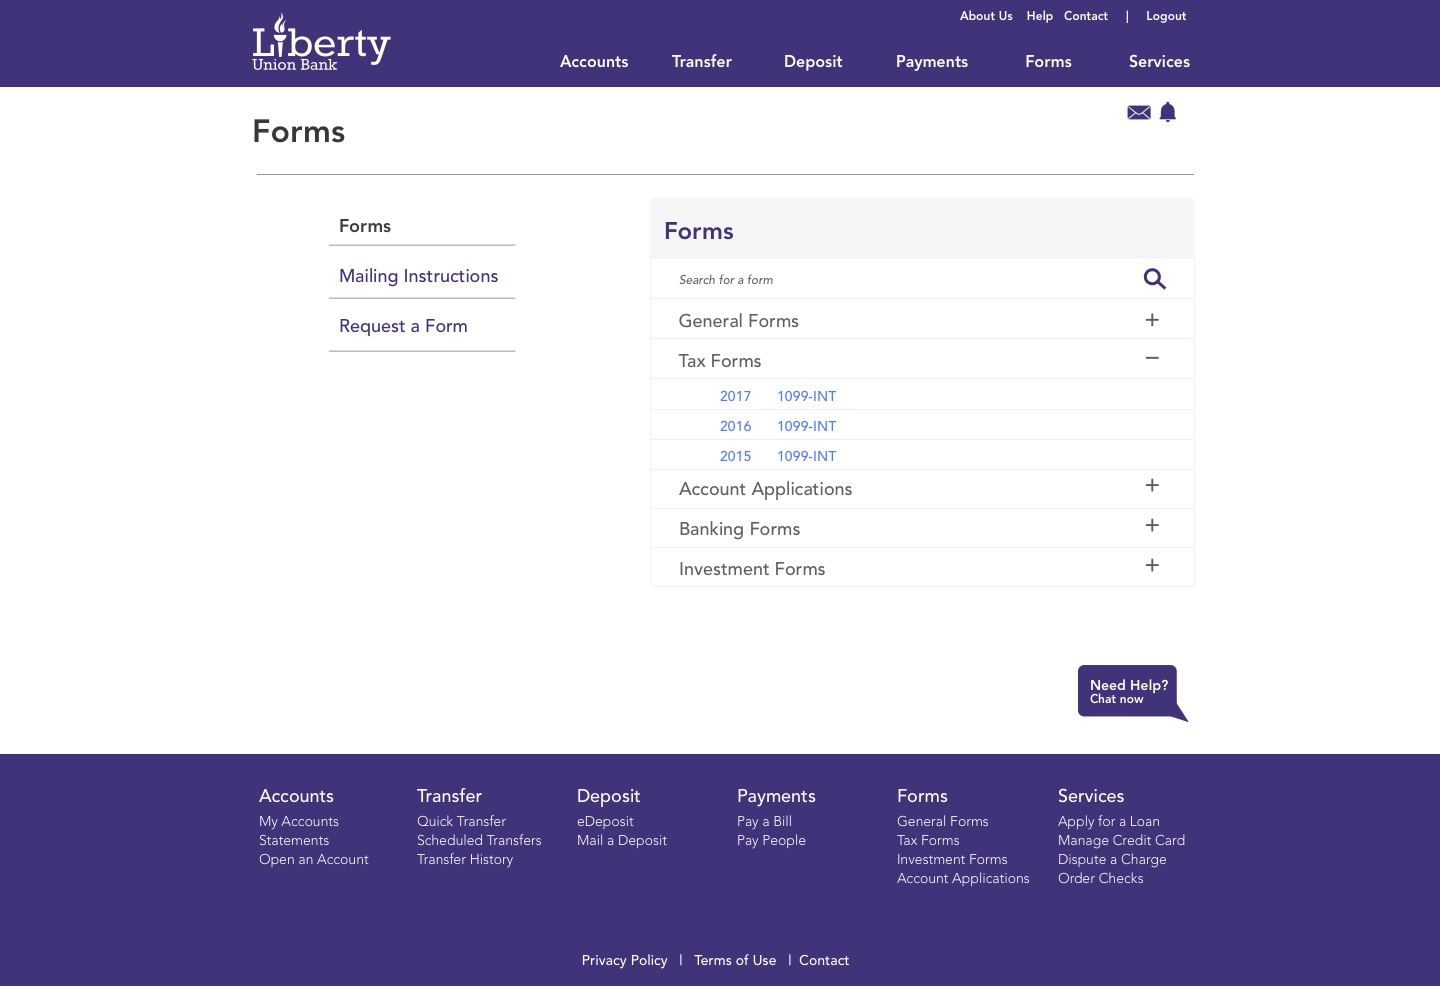 About Us Help Contact | Logout
Liberty
Union Bank
Accounts Transfer Deposit Payments Forms Services
Forms
Forms
Mailing Instructions
Request a Form
Forms
Search for a form
General Forms +
Tax Forms −
2017 1099-INT
2016 1099-INT
2015 1099-INT
Account Applications +
Banking Forms +
Investment Forms +
Need Help?
Chat now
Accounts
My Accounts
Statements
Open an Account
Transfer
Quick Transfer
Scheduled Transfers
Transfer History
Deposit
eDeposit
Mail a Deposit
Payments
Pay a Bill
Pay People
Forms
General Forms
Tax Forms
Investment Forms
Account Applications
Services
Apply for a Loan
Manage Credit Card
Dispute a Charge
Order Checks
Privacy Policy | Terms of Use | Contact